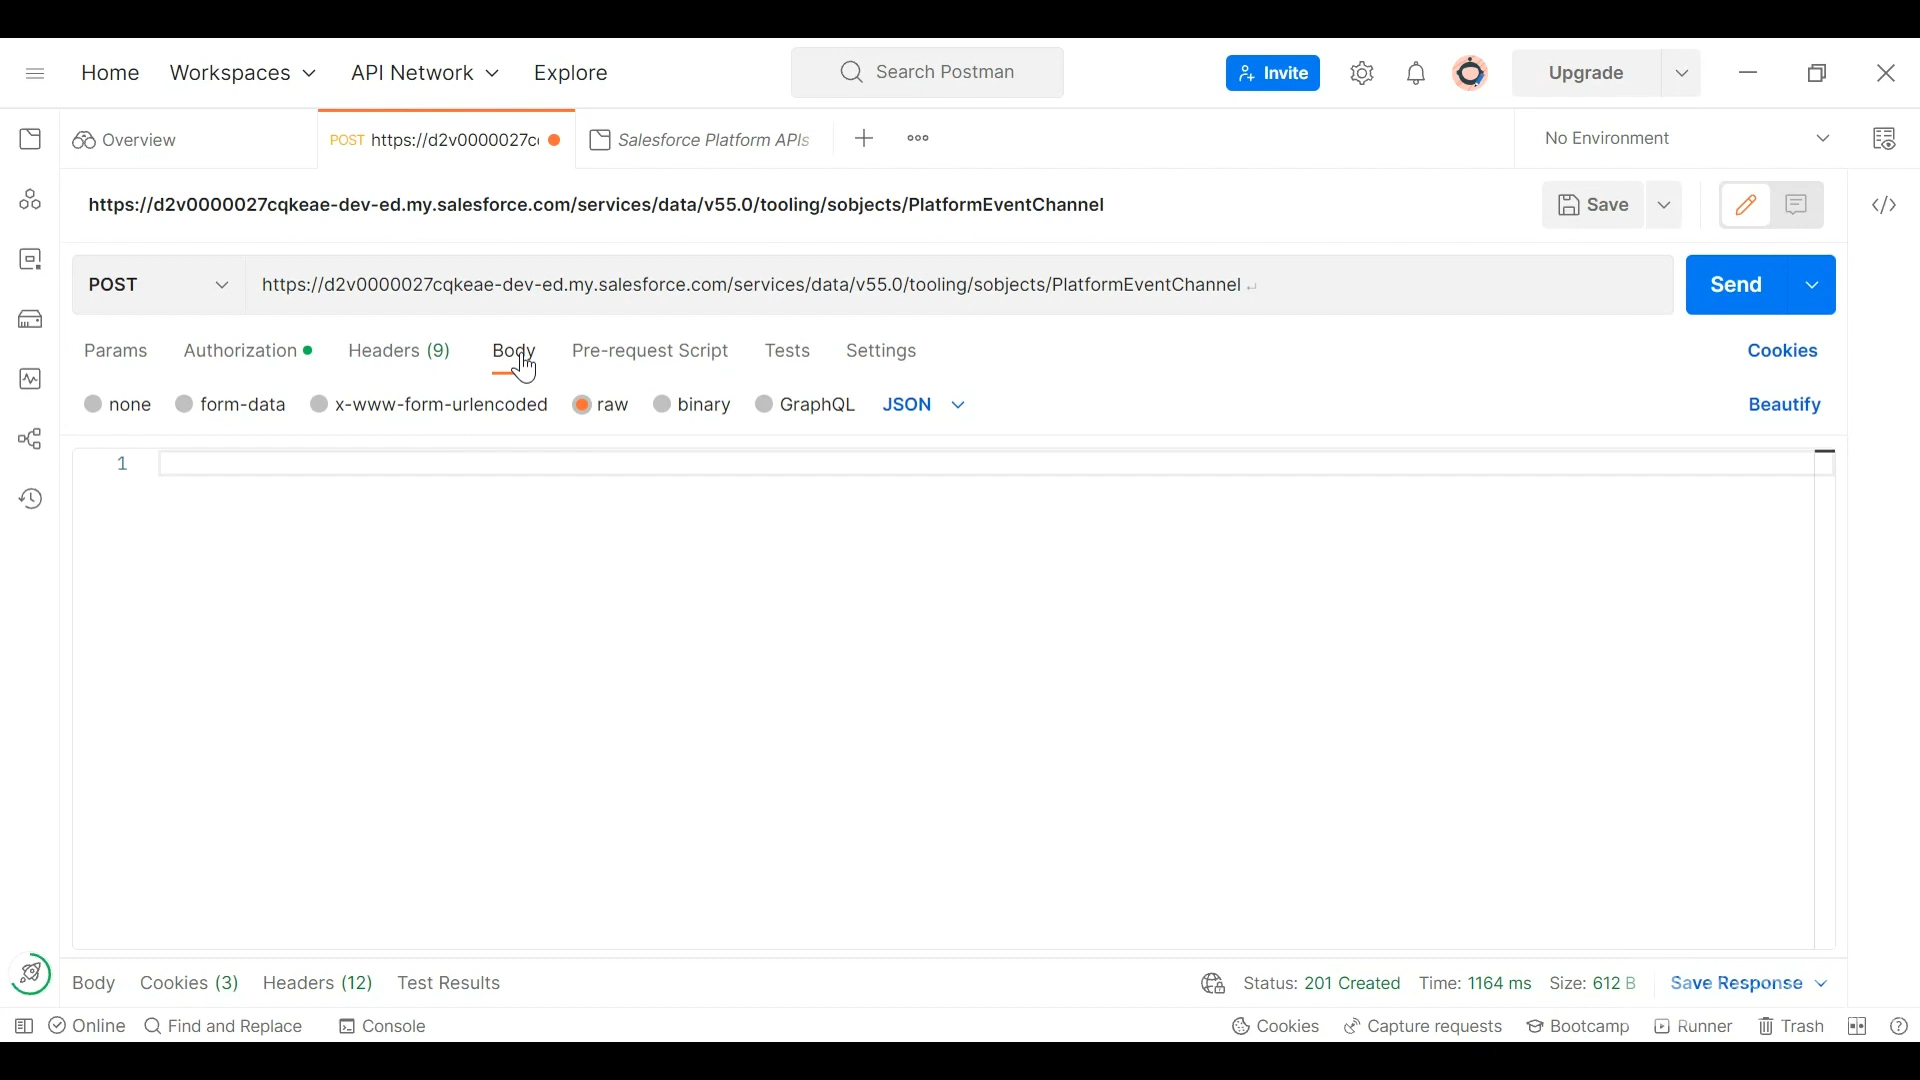 Home Workspaces API Network Explore Search Postman Invite Upgrade
Overview POST https://d2v0000027c Salesforce Platform APIs No Environment
https://d2v0000027cqkeae-dev-ed.my.salesforce.com/services/data/v55.0/tooling/sobjects/PlatformEventChannel Save
POST https://d2v0000027cqkeae-dev-ed.my.salesforce.com/services/data/v55.0/tooling/sobjects/PlatformEventChannel Send
Params Authorization Headers (9) Body Pre-request Script Tests Settings Cookies
none form-data x-www-form-urlencoded raw binary GraphQL JSON Beautify
1
Body Cookies (3) Headers (12) Test Results Status: 201 Created Time: 1164 ms Size: 612 B Save Response
Online Find and Replace Console Cookies Capture requests Bootcamp Runner Trash